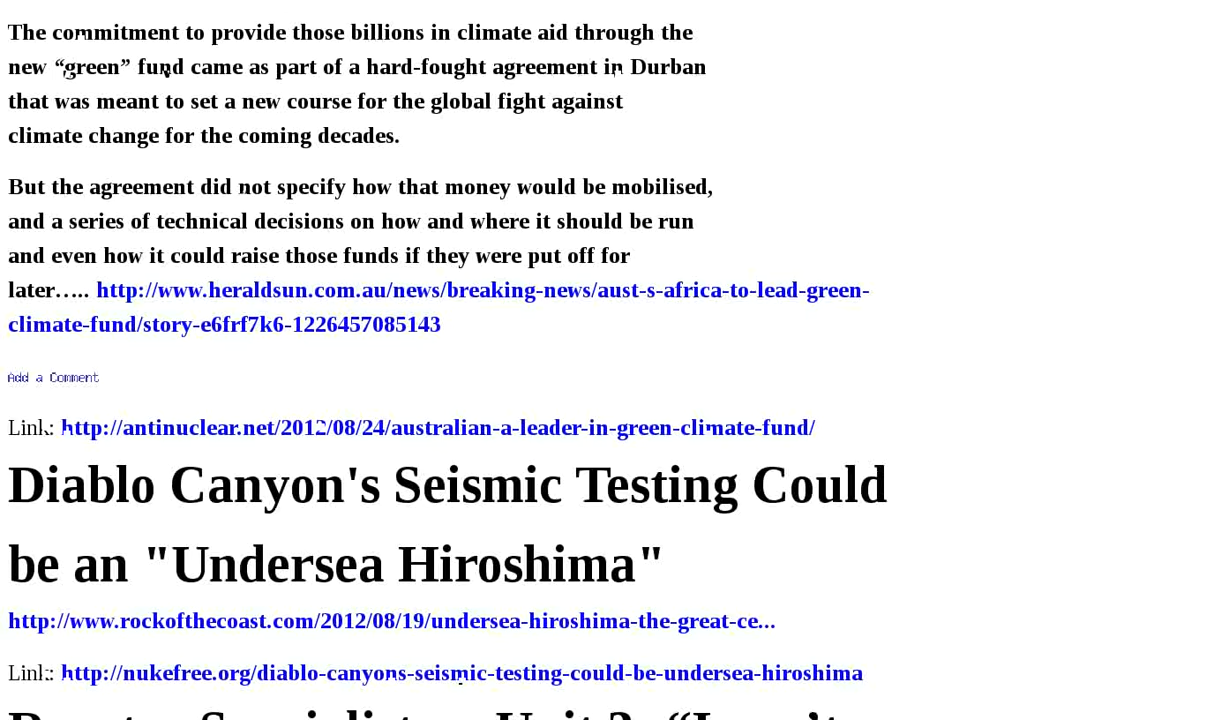 The commitment to provide those billions in climate aid through the
new “green” fund came as part of a hard-fought agreement in Durban
that was meant to set a new course for the global fight against
climate change for the coming decades.
But the agreement did not specify how that money would be mobilised,
and a series of technical decisions on how and where it should be run
and even how it could raise those funds if they were put off for
later….. http://www.heraldsun.com.au/news/breaking-news/aust-s-africa-to-lead-green-
climate-fund/story-e6frf7k6-1226457085143
Add a Comment
Link: http://antinuclear.net/2012/08/24/australian-a-leader-in-green-climate-fund/
Diablo Canyon's Seismic Testing Could
be an "Undersea Hiroshima"
http://www.rockofthecoast.com/2012/08/19/undersea-hiroshima-the-great-ce...
Link: http://nukefree.org/diablo-canyons-seismic-testing-could-be-undersea-hiroshima